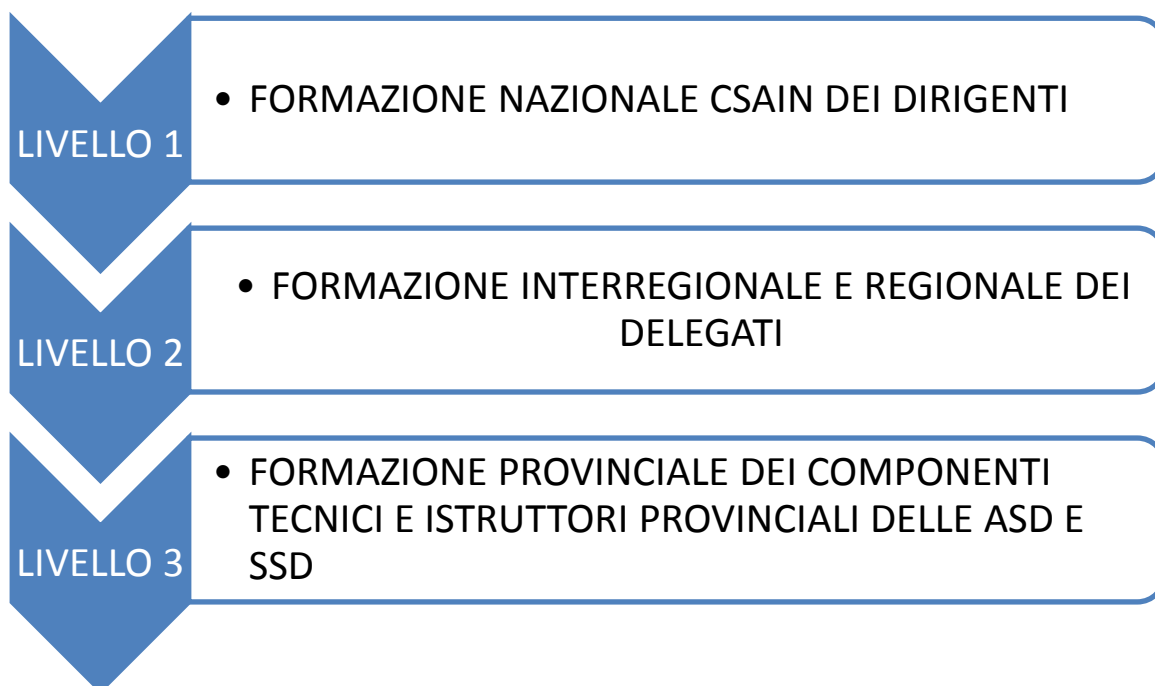 LIVELLO 1
• FORMAZIONE NAZIONALE CSAIN DEI DIRIGENTI
LIVELLO 2
• FORMAZIONE INTERREGIONALE E REGIONALE DEI
DELEGATI
LIVELLO 3
• FORMAZIONE PROVINCIALE DEI COMPONENTI
TECNICI E ISTRUTTORI PROVINCIALI DELLE ASD E
SSD